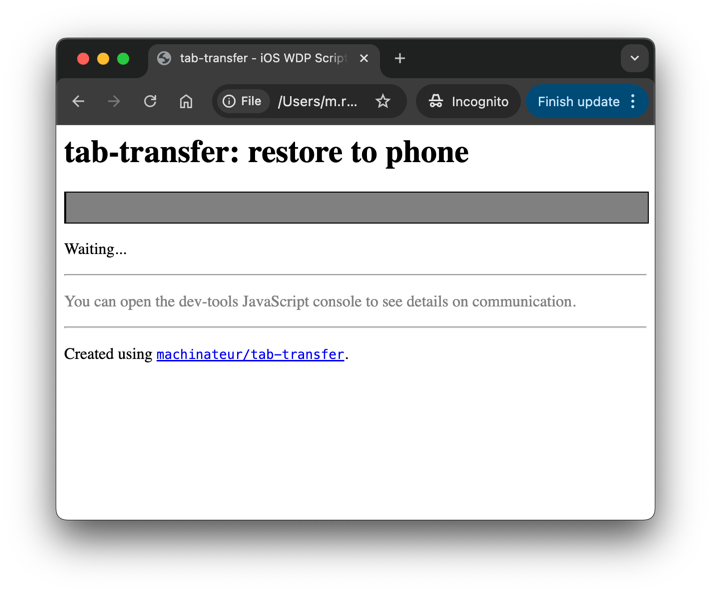 tab-transfer - iOS WDP Script
File /Users/m.r... Incognito Finish update
tab-transfer: restore to phone
Waiting...
You can open the dev-tools JavaScript console to see details on communication.
Created using machinateur/tab-transfer.